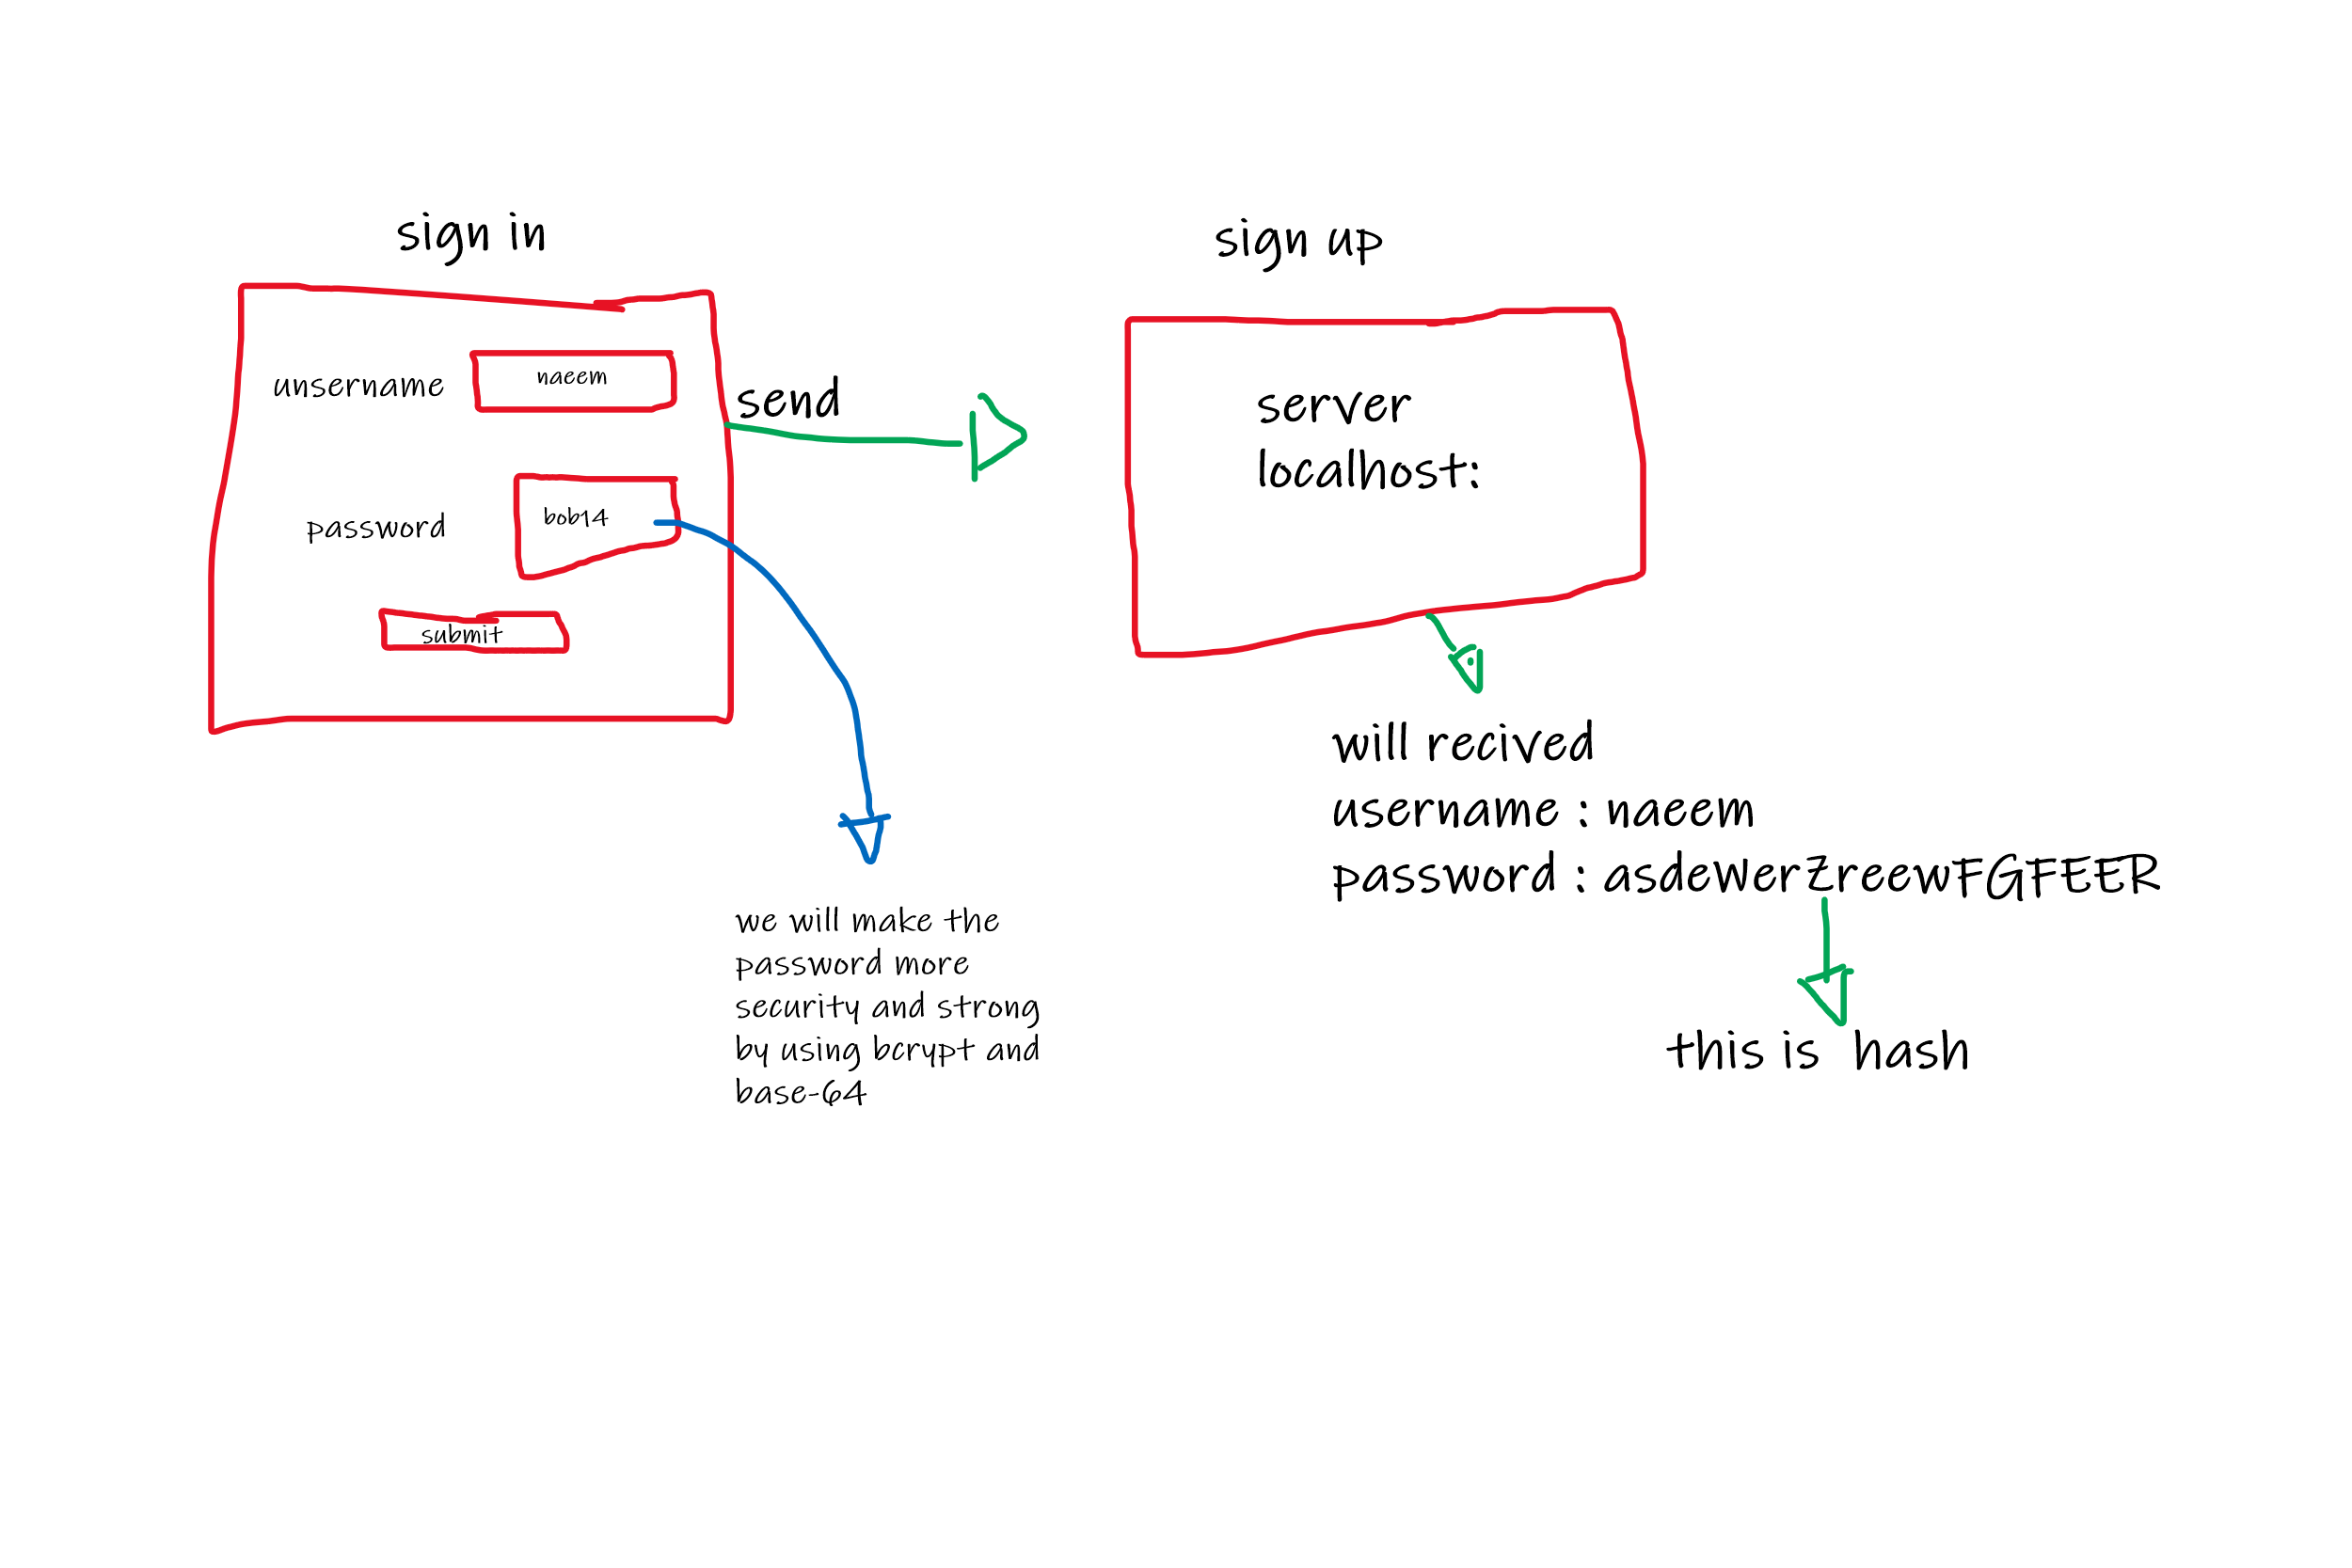 sign in
unsername
naeem
password
bob14
submit
send
sign up
server
localhost:
we will make the
password more
security and strong
by using bcrypt and
base-64
will recived
username : naeem
password : asdeWerZreewFGFEER
this is hash